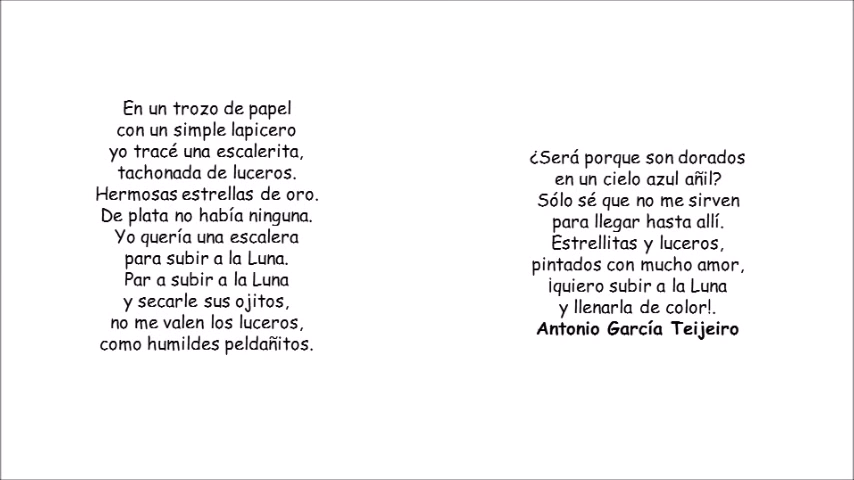 En un trozo de papel
con un simple lapicero
yo tracé una escalerita,
tachonada de luceros.
Hermosas estrellas de oro.
De plata no había ninguna.
Yo quería una escalera
para subir a la Luna.
Par a subir a la Luna
y secarle sus ojitos,
no me valen los luceros,
como humildes peldañitos.
¿Será porque son dorados
en un cielo azul añil?
Sólo sé que no me sirven
para llegar hasta allí.
Estrellitas y luceros,
pintados con mucho amor,
¡quiero subir a la Luna
y llenarla de color!.
Antonio García Teijeiro